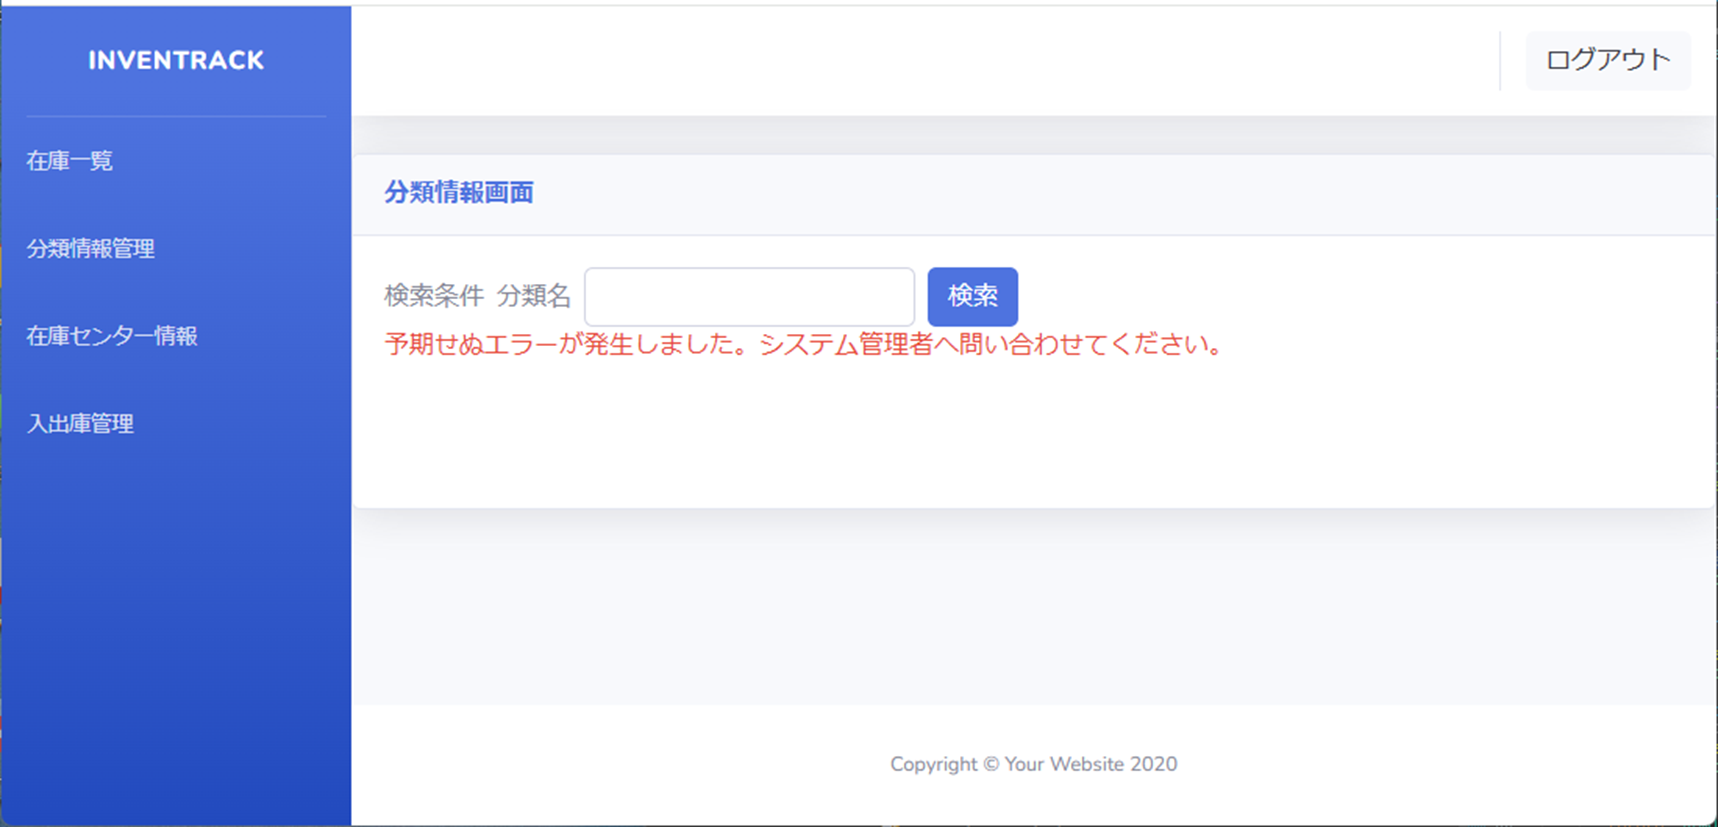 INVENTRACK
ログアウト
在庫一覧
分類情報管理
在庫センター情報
入出庫管理
分類情報画面
検索条件 分類名 検索
予期せぬエラーが発生しました。システム管理者へ問い合わせてください。
Copyright © Your Website 2020